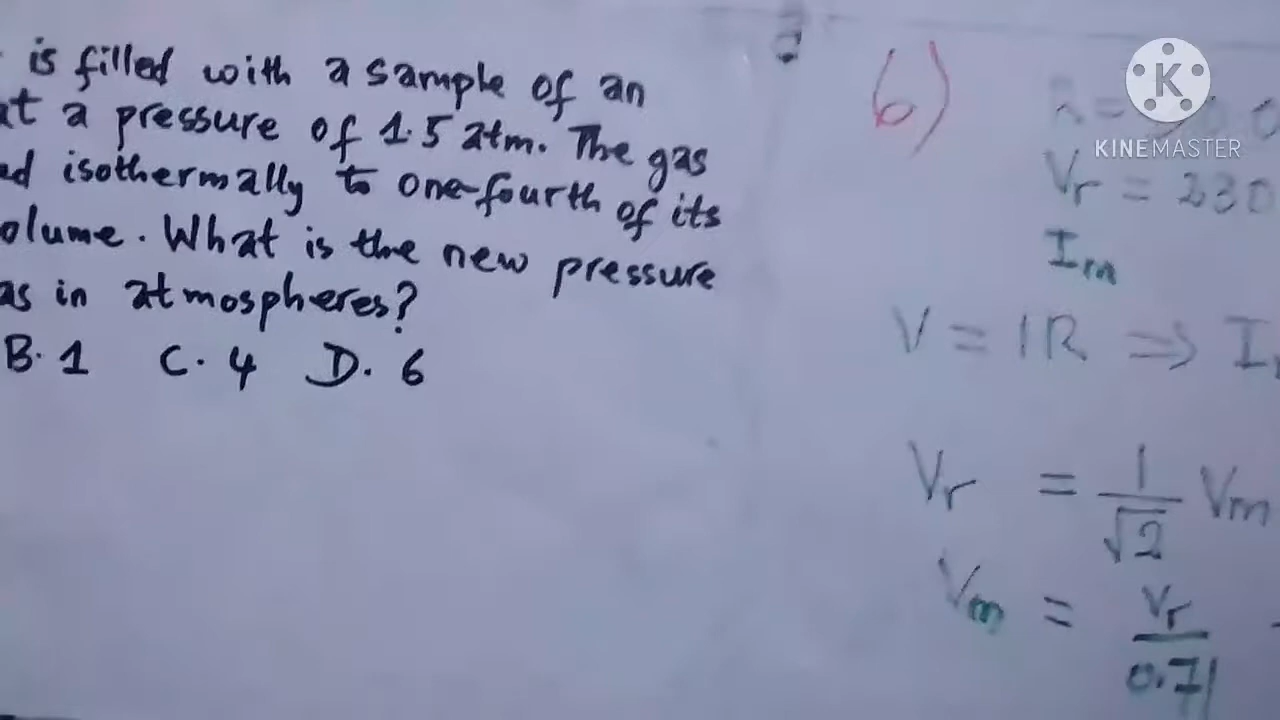 is filled with a sample of an
at a pressure of 1.5 atm. The gas
ed isothermally to one-fourth of its
olume. What is the new pressure
as in atmospheres?
B. 1 C. 4 D. 6
6)
R =
Vr = 230
Im
V = IR => I
Vr = 1/√2 Vm
Vm = Vr/0.71
K
KINEMASTER